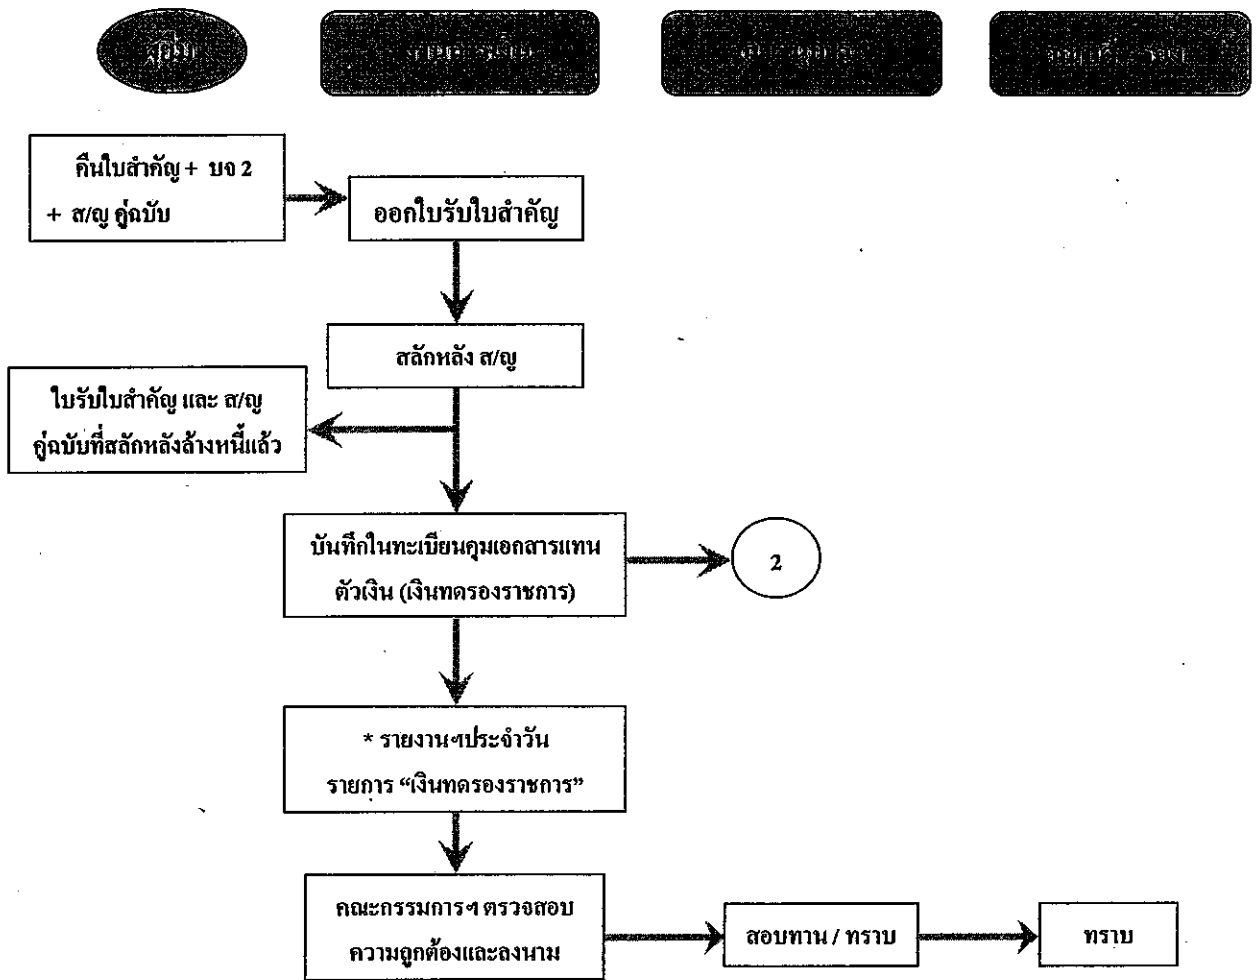 คืนใบสำคัญ + บจ 2
+ ส/ญ คู่ฉบับ
ออกใบรับใบสำคัญ
สลักหลัง ส/ญ
ใบรับใบสำคัญ และ ส/ญ
คู่ฉบับที่สลักหลังล้างหนี้แล้ว
บันทึกในทะเบียนคุมเอกสารแทน
ตัวเงิน (เงินทดรองราชการ)
2
* รายงานฯประจำวัน
รายการ “เงินทดรองราชการ”
คณะกรรมการฯ ตรวจสอบ
ความถูกต้องและลงนาม
สอบทาน / ทราบ
ทราบ